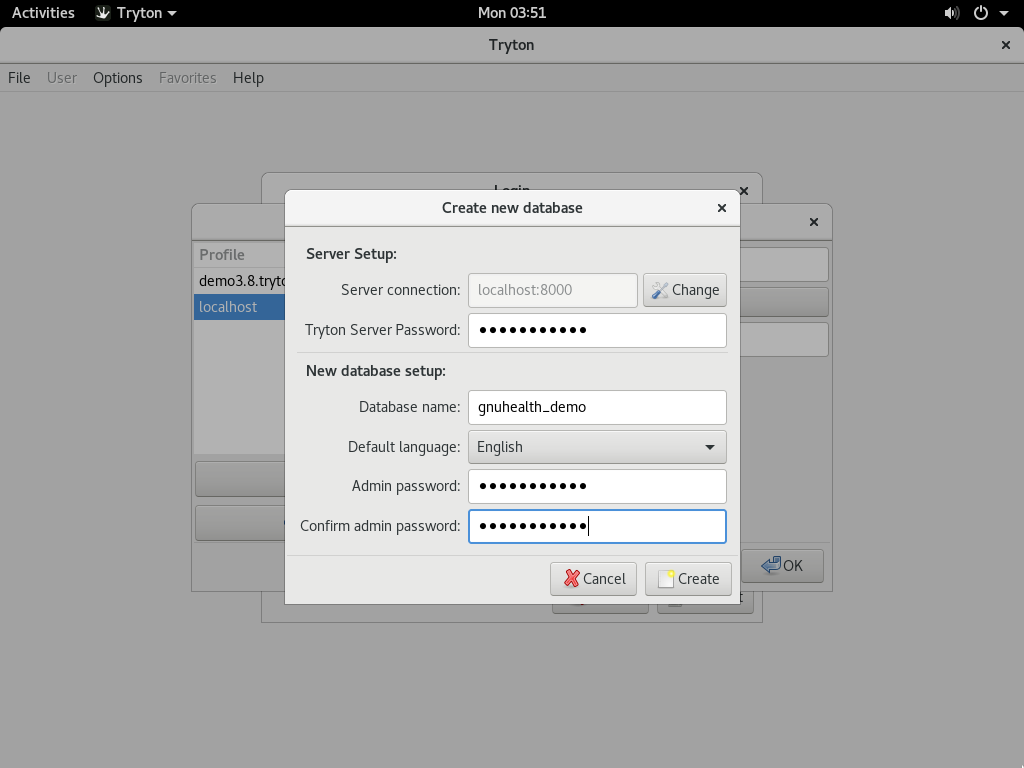 Activities Tryton Mon 03:51
Tryton
File User Options Favorites Help
Login
Create new database
Profile
demo3.8.tryto
localhost
Server Setup:
Server connection: localhost:8000 Change
Tryton Server Password: ●●●●●●●●●●●
New database setup:
Database name: gnuhealth_demo
Default language: English
Admin password: ●●●●●●●●●●●
Confirm admin password: ●●●●●●●●●●●
Cancel Create
OK